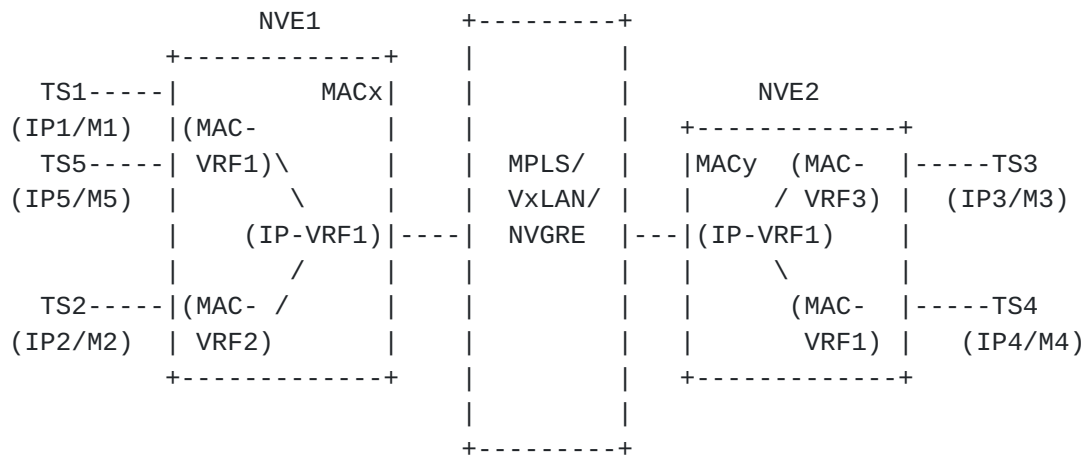 NVE1         +---------+
           +-------------+    |         |
   TS1-----|         MACx|    |         |        NVE2
 (IP1/M1)  |(MAC-        |    |         |   +-------------+
   TS5-----| VRF1)\      |    |  MPLS/  |   |MACy  (MAC-  |-----TS3
 (IP5/M5)  |       \     |    |  VxLAN/ |   |     / VRF3) |  (IP3/M3)
           |    (IP-VRF1)|----|  NVGRE  |---|(IP-VRF1)    |
           |       /     |    |         |   |     \       |
   TS2-----|(MAC- /      |    |         |   |      (MAC-  |-----TS4
 (IP2/M2)  | VRF2)       |    |         |   |       VRF1) |   (IP4/M4)
           +-------------+    |         |   +-------------+
                              |         |
                              +---------+